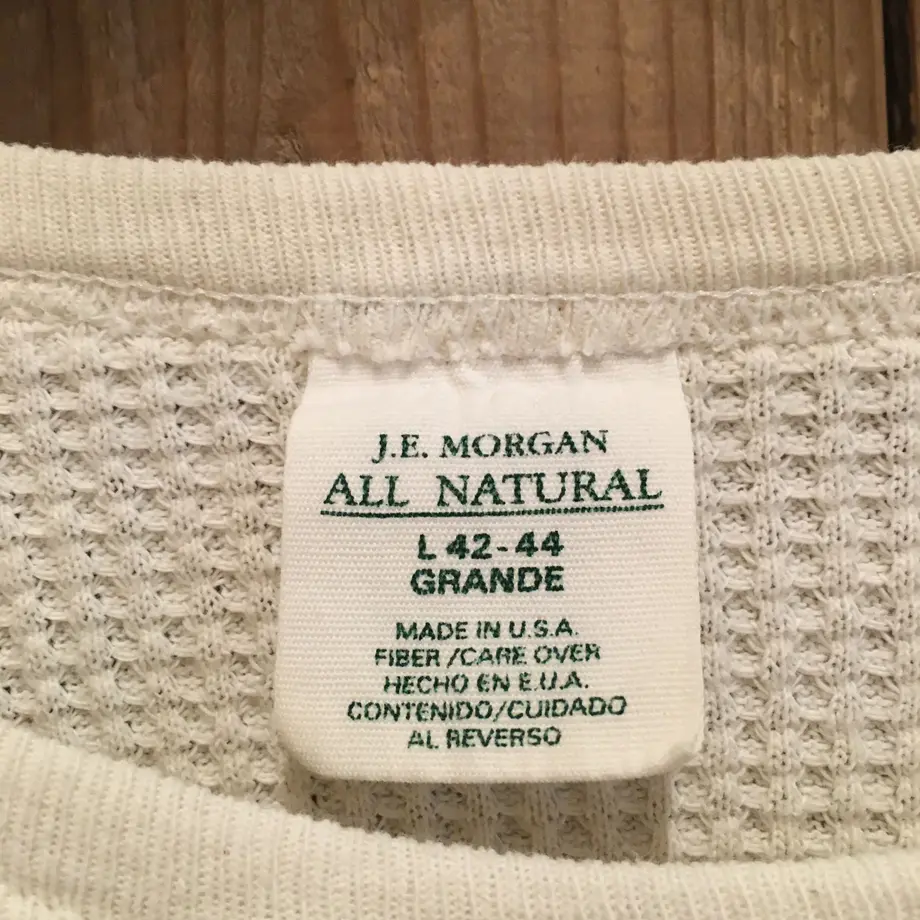 J.E. MORGAN
ALL NATURAL
L 42-44
GRANDE
MADE IN U.S.A.
FIBER/CARE OVER
HECHO EN E.U.A.
CONTENIDO/CUIDADO
AL REVERSO